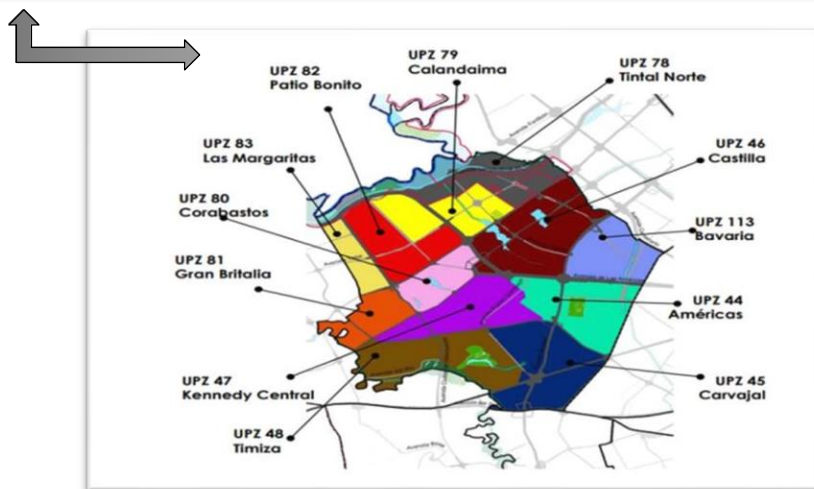 UPZ 79
Calandaima
UPZ 78
Tintal Norte
UPZ 82
Patio Bonito
UPZ 83
Las Margaritas
UPZ 46
Castilla
UPZ 80
Corabastos
UPZ 113
Bavaria
UPZ 81
Gran Britalia
UPZ 44
Américas
UPZ 47
Kennedy Central
UPZ 45
Carvajal
UPZ 48
Timiza